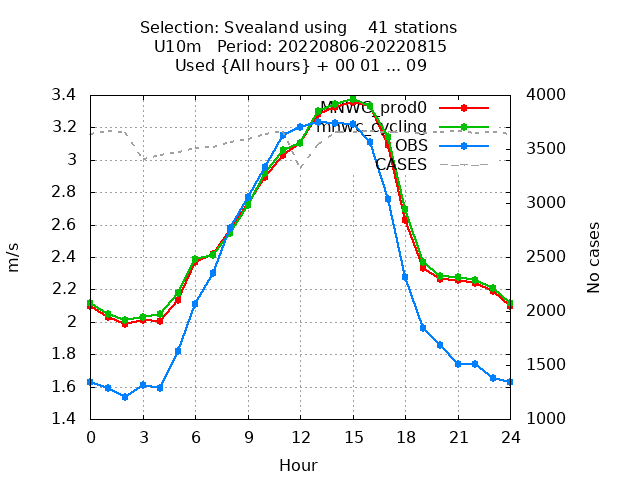 Selection: Svealand using    41 stations
U10m   Period: 20220806-20220815
Used {All hours} + 00 01 ... 09
MNWC_prod0
mnwc_cycling
OBS
CASES
3.4
3.2
3
2.8
2.6
2.4
2.2
2
1.8
1.6
1.4
4000
3500
3000
2500
2000
1500
1000
m/s
No cases
0 3 6 9 12 15 18 21 24
Hour